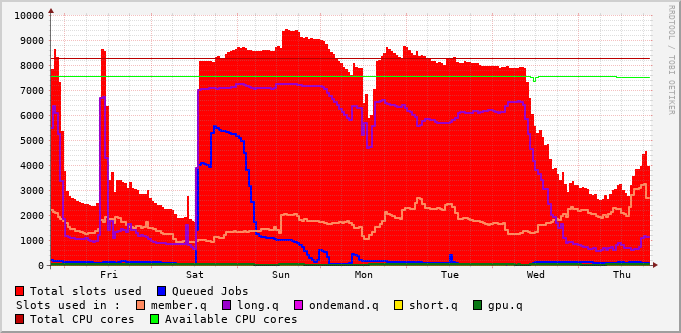 10000
9000
8000
7000
6000
5000
4000
3000
2000
1000
0
Fri Sat Sun Mon Tue Wed Thu
RRDTOOL / TOBI OETIKER
Total slots used Queued Jobs
Slots used in : member.q long.q ondemand.q short.q gpu.q
Total CPU cores Available CPU cores